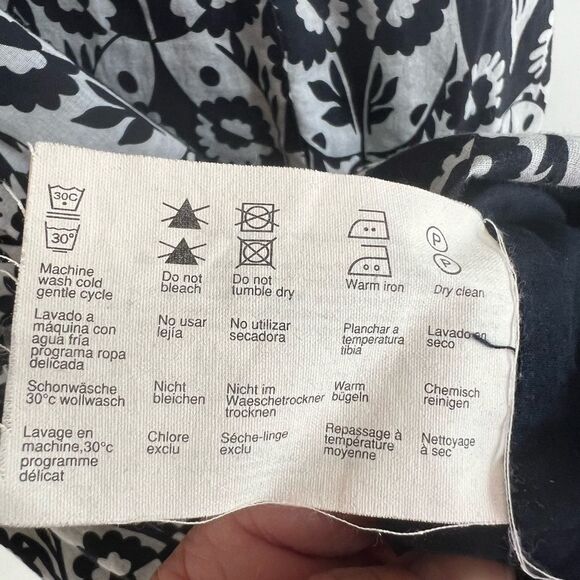 30C
30°
P
P
Machine
wash cold
gentle cycle
Do not
bleach
Do not
tumble dry
Warm iron
Dry clean
Lavado a
máquina con
agua fría
programa ropa
delicada
No usar
lejía
No utilizar
secadora
Planchar a
temperatura
tibia
Lavado en
seco
Schonwäsche
30°c wollwasch
Nicht
bleichen
Nicht im
Waeschetrockner
trocknen
Warm
bügeln
Chemisch
reinigen
Lavage en
machine,30°c
programme
délicat
Chlore
exclu
Séche-linge
exclu
Repassage à
température
moyenne
Nettoyage
à sec